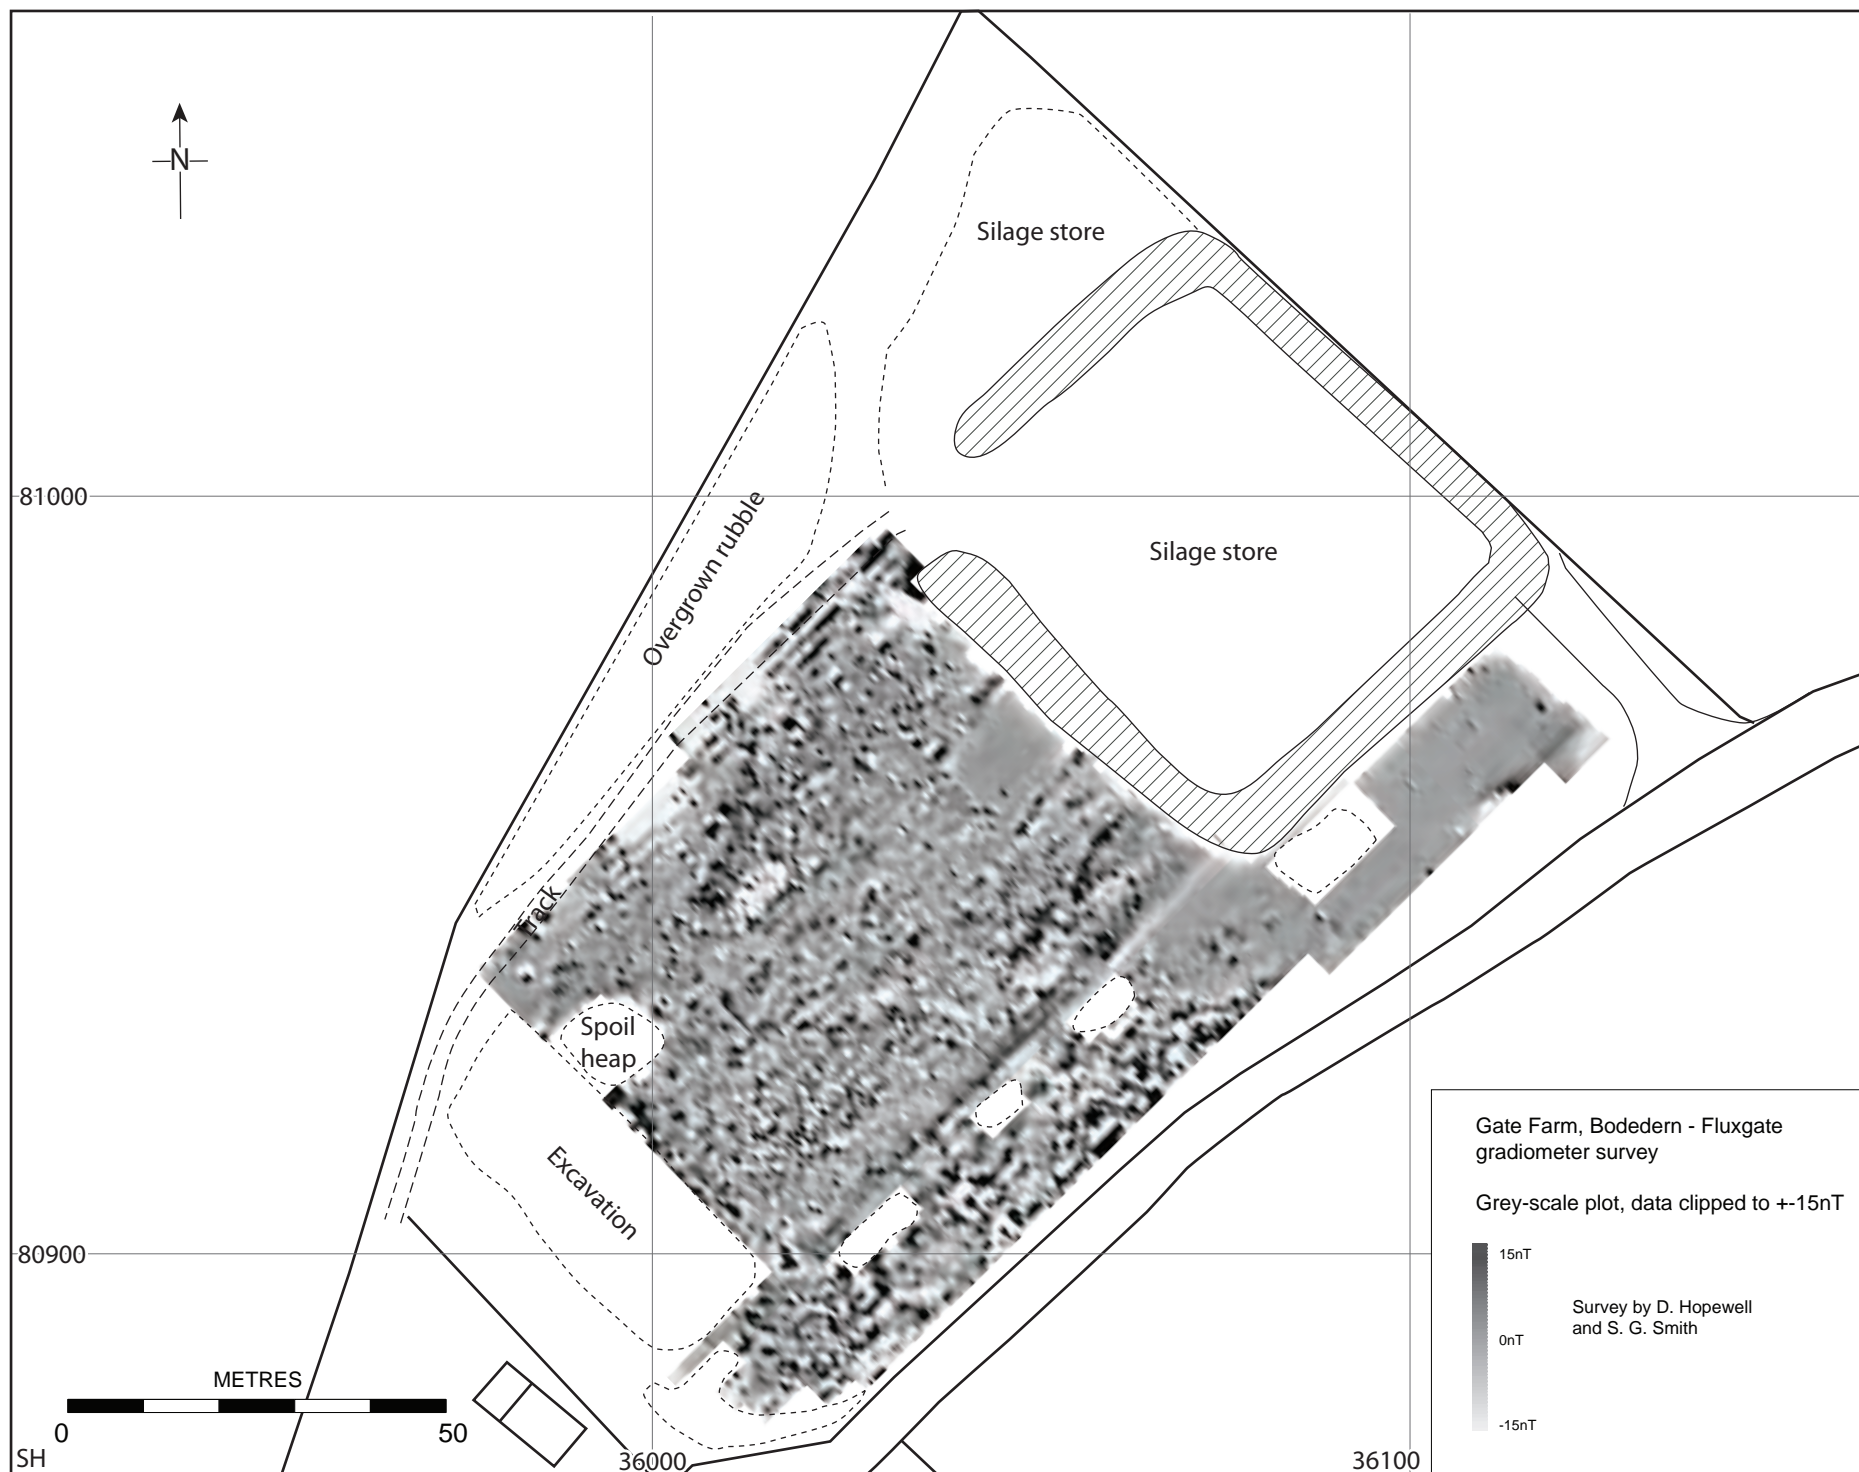 N
Silage store
81000
Overgrown rubble
Silage store
Track
Spoil
heap
Excavation
80900
METRES
0
50
SH
36000
36100
Gate Farm, Bodedern - Fluxgate
gradiometer survey
Grey-scale plot, data clipped to +-15nT
15nT
0nT
-15nT
Survey by D. Hopewell
and S. G. Smith